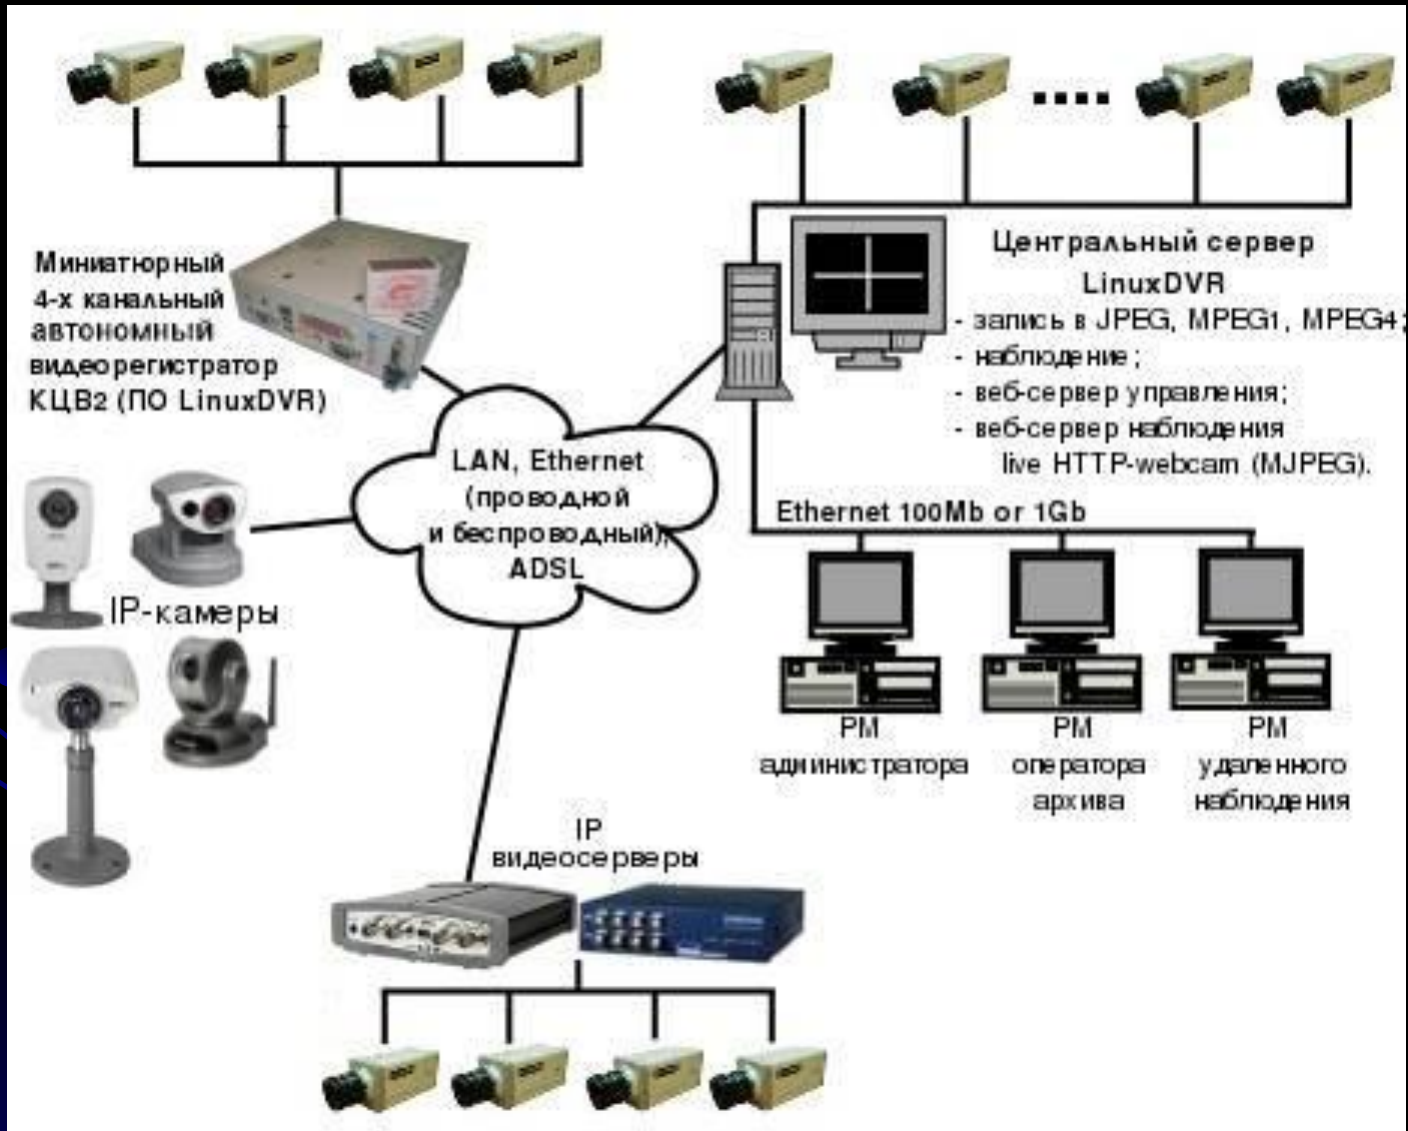 Миниатюрный
4-х канальный
автономный
видеорегистратор
КЦВ2 (ПО LinuxDVR)
Центральный сервер
LinuxDVR
- запись в JPEG, MPEG1, MPEG4;
- наблюдение;
- веб-сервер управления;
- веб-сервер наблюдения
live HTTP-webcam (MJPEG).
LAN, Ethernet
(проводной
и беспроводный),
ADSL
Ethernet 100Mb or 1Gb
IP-камеры
РМ
администратора
РМ
оператора
архива
РМ
удаленного
наблюдения
IP
видеосерверы